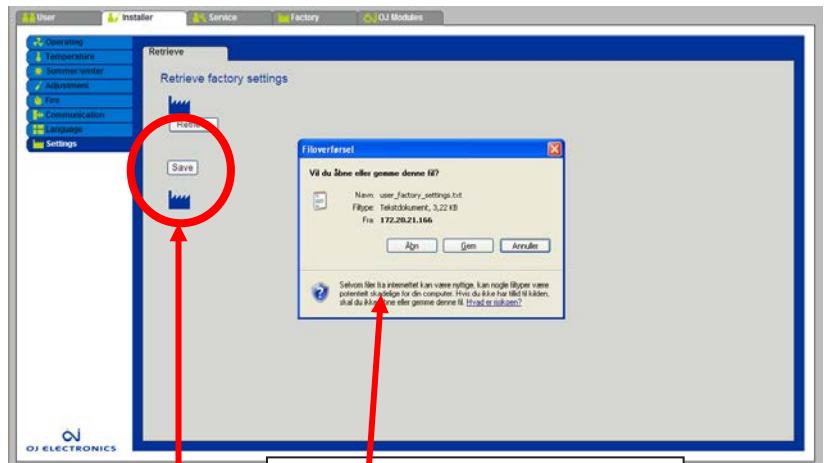 User
Installer
Service
Factory
OJ Modules
Operating
Temperature
Summer/winter
Adjustment
Fire
Communication
Language
Settings
Retrieve
Retrieve factory settings
Save
Filoverførsel
Vil du åbne eller gemme denne fil?
Navn: user_factory_settings.txt
Filtype: Tekstdokument, 3,22 KB
Fra: 172.20.21.166
Åbn
Gem
Annuller
Selvom filer fra internettet kan være nyttige, kan nogle filtyper være
potentielt skadelige for din computer. Hvis du ikke har tillid til kilden,
skal du ikke åbne eller gemme denne fil. Hvad er risikoen?
OJ ELECTRONICS